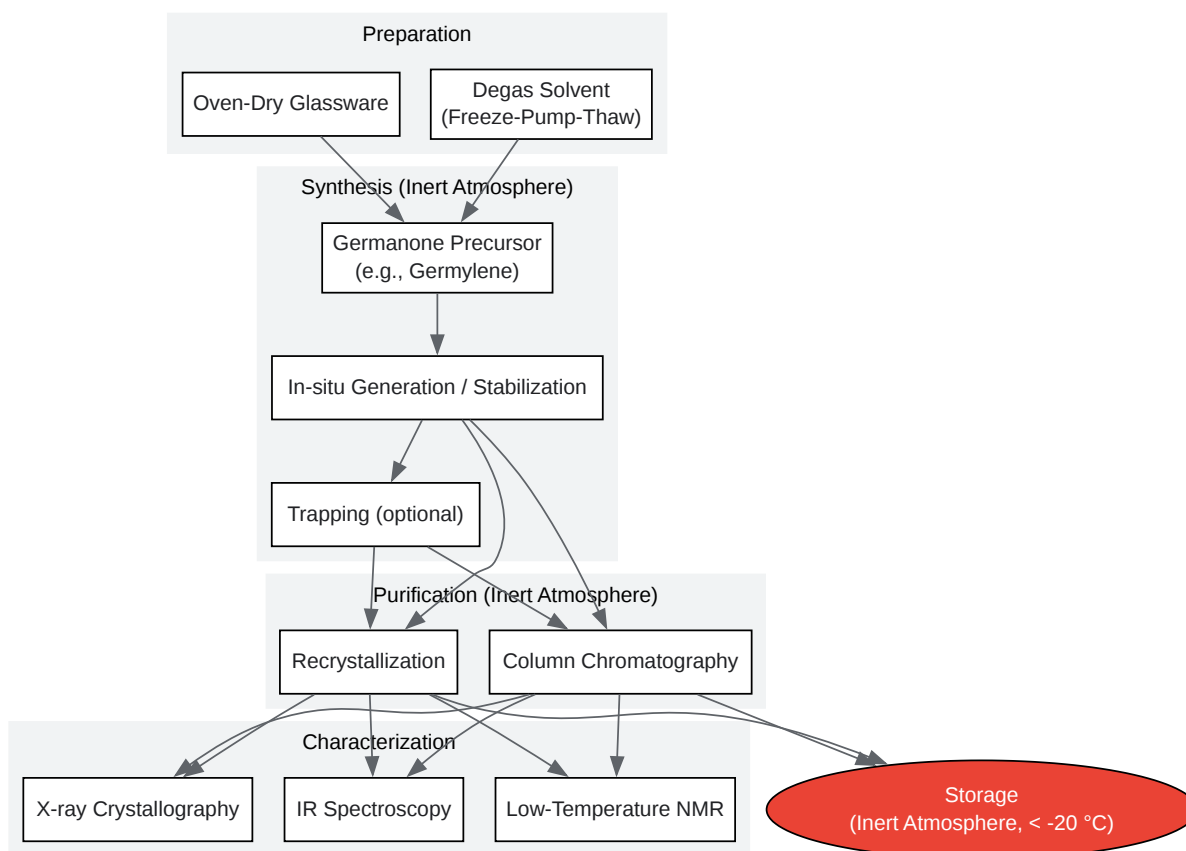 Preparation
Oven-Dry Glassware
Degas Solvent
(Freeze-Pump-Thaw)
Synthesis (Inert Atmosphere)
Germanone Precursor
(e.g., Germylene)
In-situ Generation / Stabilization
Trapping (optional)
Purification (Inert Atmosphere)
Recrystallization
Column Chromatography
Characterization
X-ray Crystallography
IR Spectroscopy
Low-Temperature NMR
Storage
(Inert Atmosphere, < -20 °C)